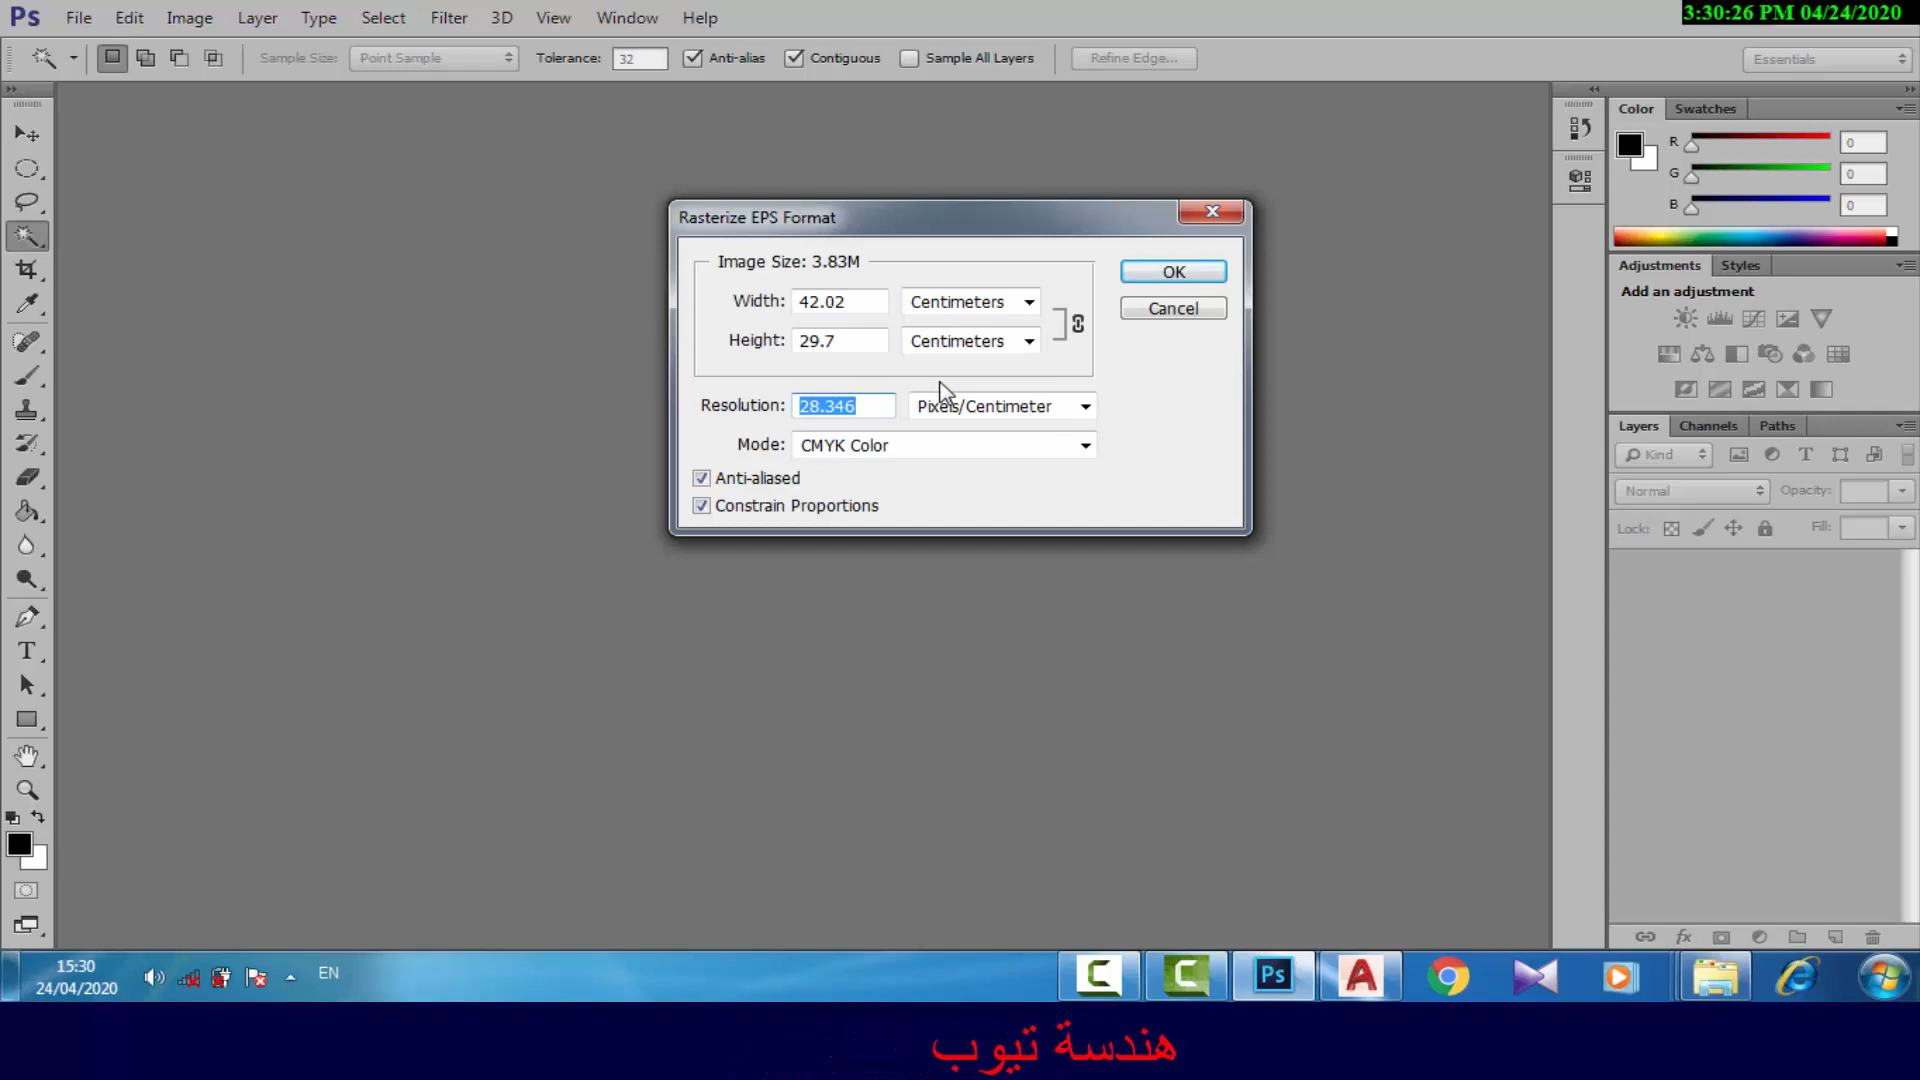 Ps File Edit Image Layer Type Select Filter 3D View Window Help
3:30:26 PM 04/24/2020
Sample Size: Point Sample Tolerance: 32 Anti-alias Contiguous Sample All Layers Refine Edge... Essentials
Color Swatches
R 0
G 0
B 0
Rasterize EPS Format
Image Size: 3.83M
Width: 42.02 Centimeters
Height: 29.7 Centimeters
Resolution: 28.346 Pixels/Centimeter
Mode: CMYK Color
Anti-aliased
Constrain Proportions
OK
Cancel
Adjustments Styles
Add an adjustment
Layers Channels Paths
Kind
Normal Opacity:
Lock: Fill:
15:30
24/04/2020
EN
Ps
هندسة تيوب